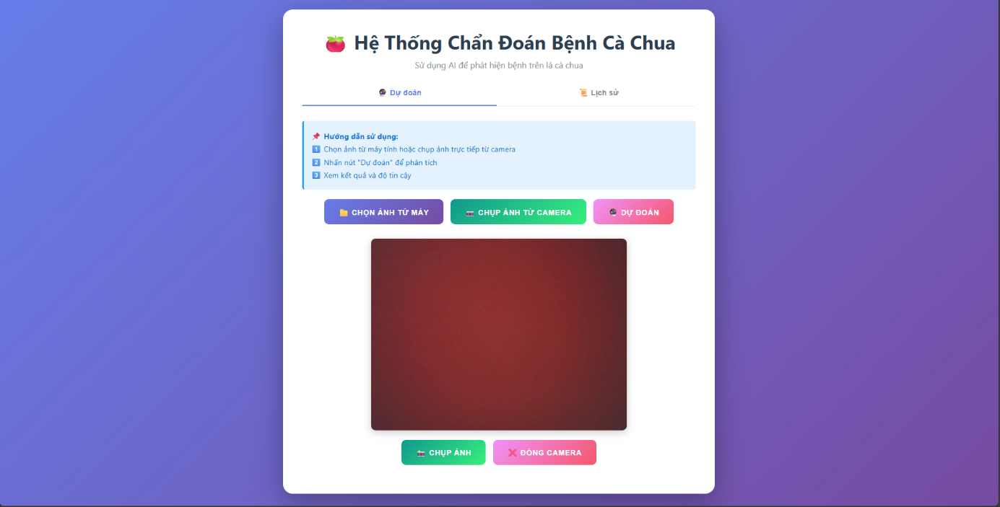 🍅 Hệ Thống Chẩn Đoán Bệnh Cà Chua
Sử dụng AI để phát hiện bệnh trên lá cà chua
🔮 Dự đoán
📜 Lịch sử
📌 Hướng dẫn sử dụng:
1️⃣ Chọn ảnh từ máy tính hoặc chụp ảnh trực tiếp từ camera
2️⃣ Nhấn nút "Dự đoán" để phân tích
3️⃣ Xem kết quả và độ tin cậy
📁 CHỌN ẢNH TỪ MÁY
📷 CHỤP ẢNH TỪ CAMERA
🔮 DỰ ĐOÁN
📸 CHỤP ẢNH
❌ ĐÓNG CAMERA